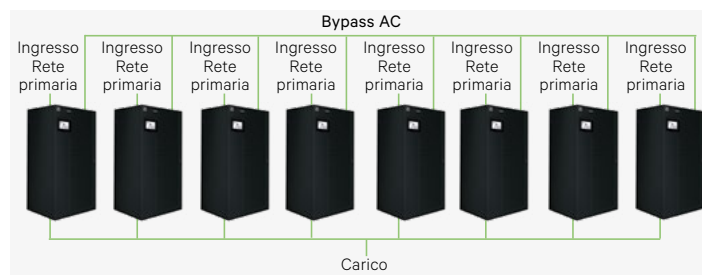 Bypass AC
Ingresso Ingresso Ingresso Ingresso Ingresso Ingresso Ingresso Ingresso
Rete Rete Rete Rete Rete Rete Rete Rete
primaria primaria primaria primaria primaria primaria primaria primaria
Carico